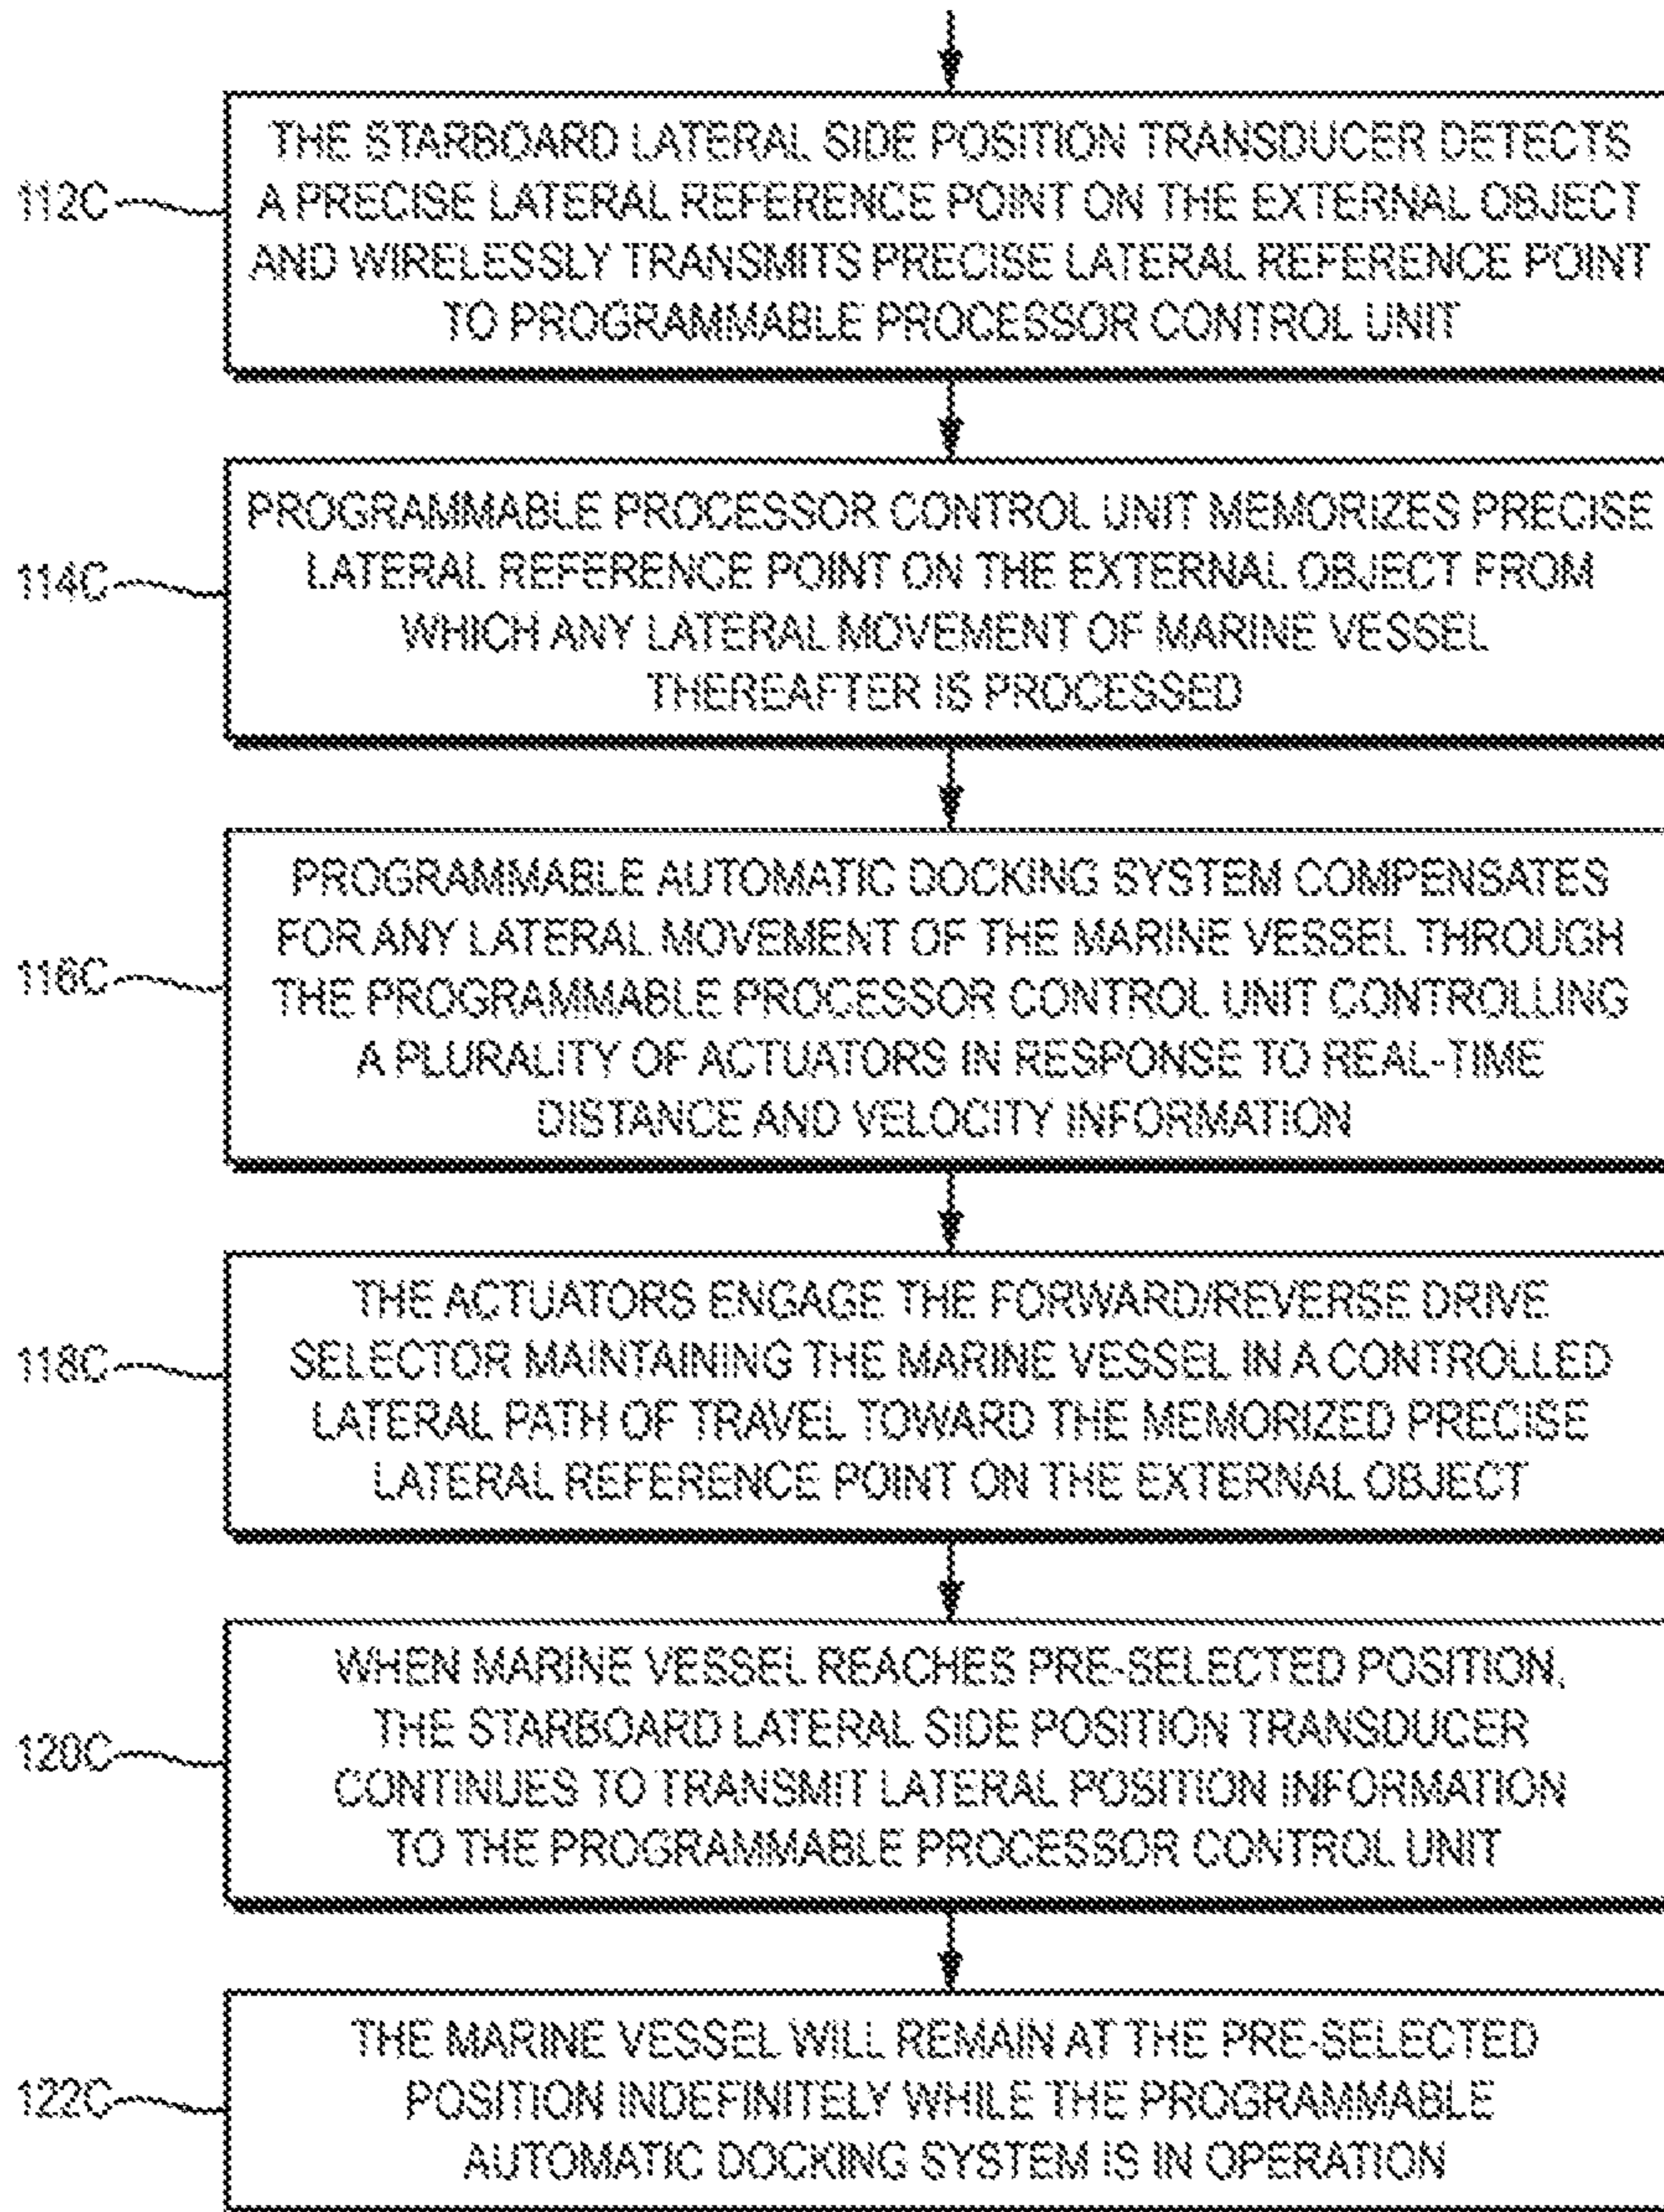 112C
THE STARBOARD LATERAL SIDE POSITION TRANSDUCER DETECTS
A PRECISE LATERAL REFERENCE POINT ON THE EXTERNAL OBJECT
AND WIRELESSLY TRANSMITS PRECISE LATERAL REFERENCE POINT
TO PROGRAMMABLE PROCESSOR CONTROL UNIT
114C
PROGRAMMABLE PROCESSOR CONTROL UNIT MEMORIZES PRECISE
LATERAL REFERENCE POINT ON THE EXTERNAL OBJECT FROM
WHICH ANY LATERAL MOVEMENT OF MARINE VESSEL
THEREAFTER IS PROCESSED
116C
PROGRAMMABLE AUTOMATIC DOCKING SYSTEM COMPENSATES
FOR ANY LATERAL MOVEMENT OF THE MARINE VESSEL THROUGH
THE PROGRAMMABLE PROCESSOR CONTROL UNIT CONTROLLING
A PLURALITY OF ACTUATORS IN RESPONSE TO REAL-TIME
DISTANCE AND VELOCITY INFORMATION
118C
THE ACTUATORS ENGAGE THE FORWARD/REVERSE DRIVE
SELECTOR MAINTAINING THE MARINE VESSEL IN A CONTROLLED
LATERAL PATH OF TRAVEL TOWARD THE MEMORIZED PRECISE
LATERAL REFERENCE POINT ON THE EXTERNAL OBJECT
120C
WHEN MARINE VESSEL REACHES PRE-SELECTED POSITION,
THE STARBOARD LATERAL SIDE POSITION TRANSDUCER
CONTINUES TO TRANSMIT LATERAL POSITION INFORMATION
TO THE PROGRAMMABLE PROCESSOR CONTROL UNIT
122C
THE MARINE VESSEL WILL REMAIN AT THE PRE-SELECTED
POSITION INDEFINITELY WHILE THE PROGRAMMABLE
AUTOMATIC DOCKING SYSTEM IS IN OPERATION